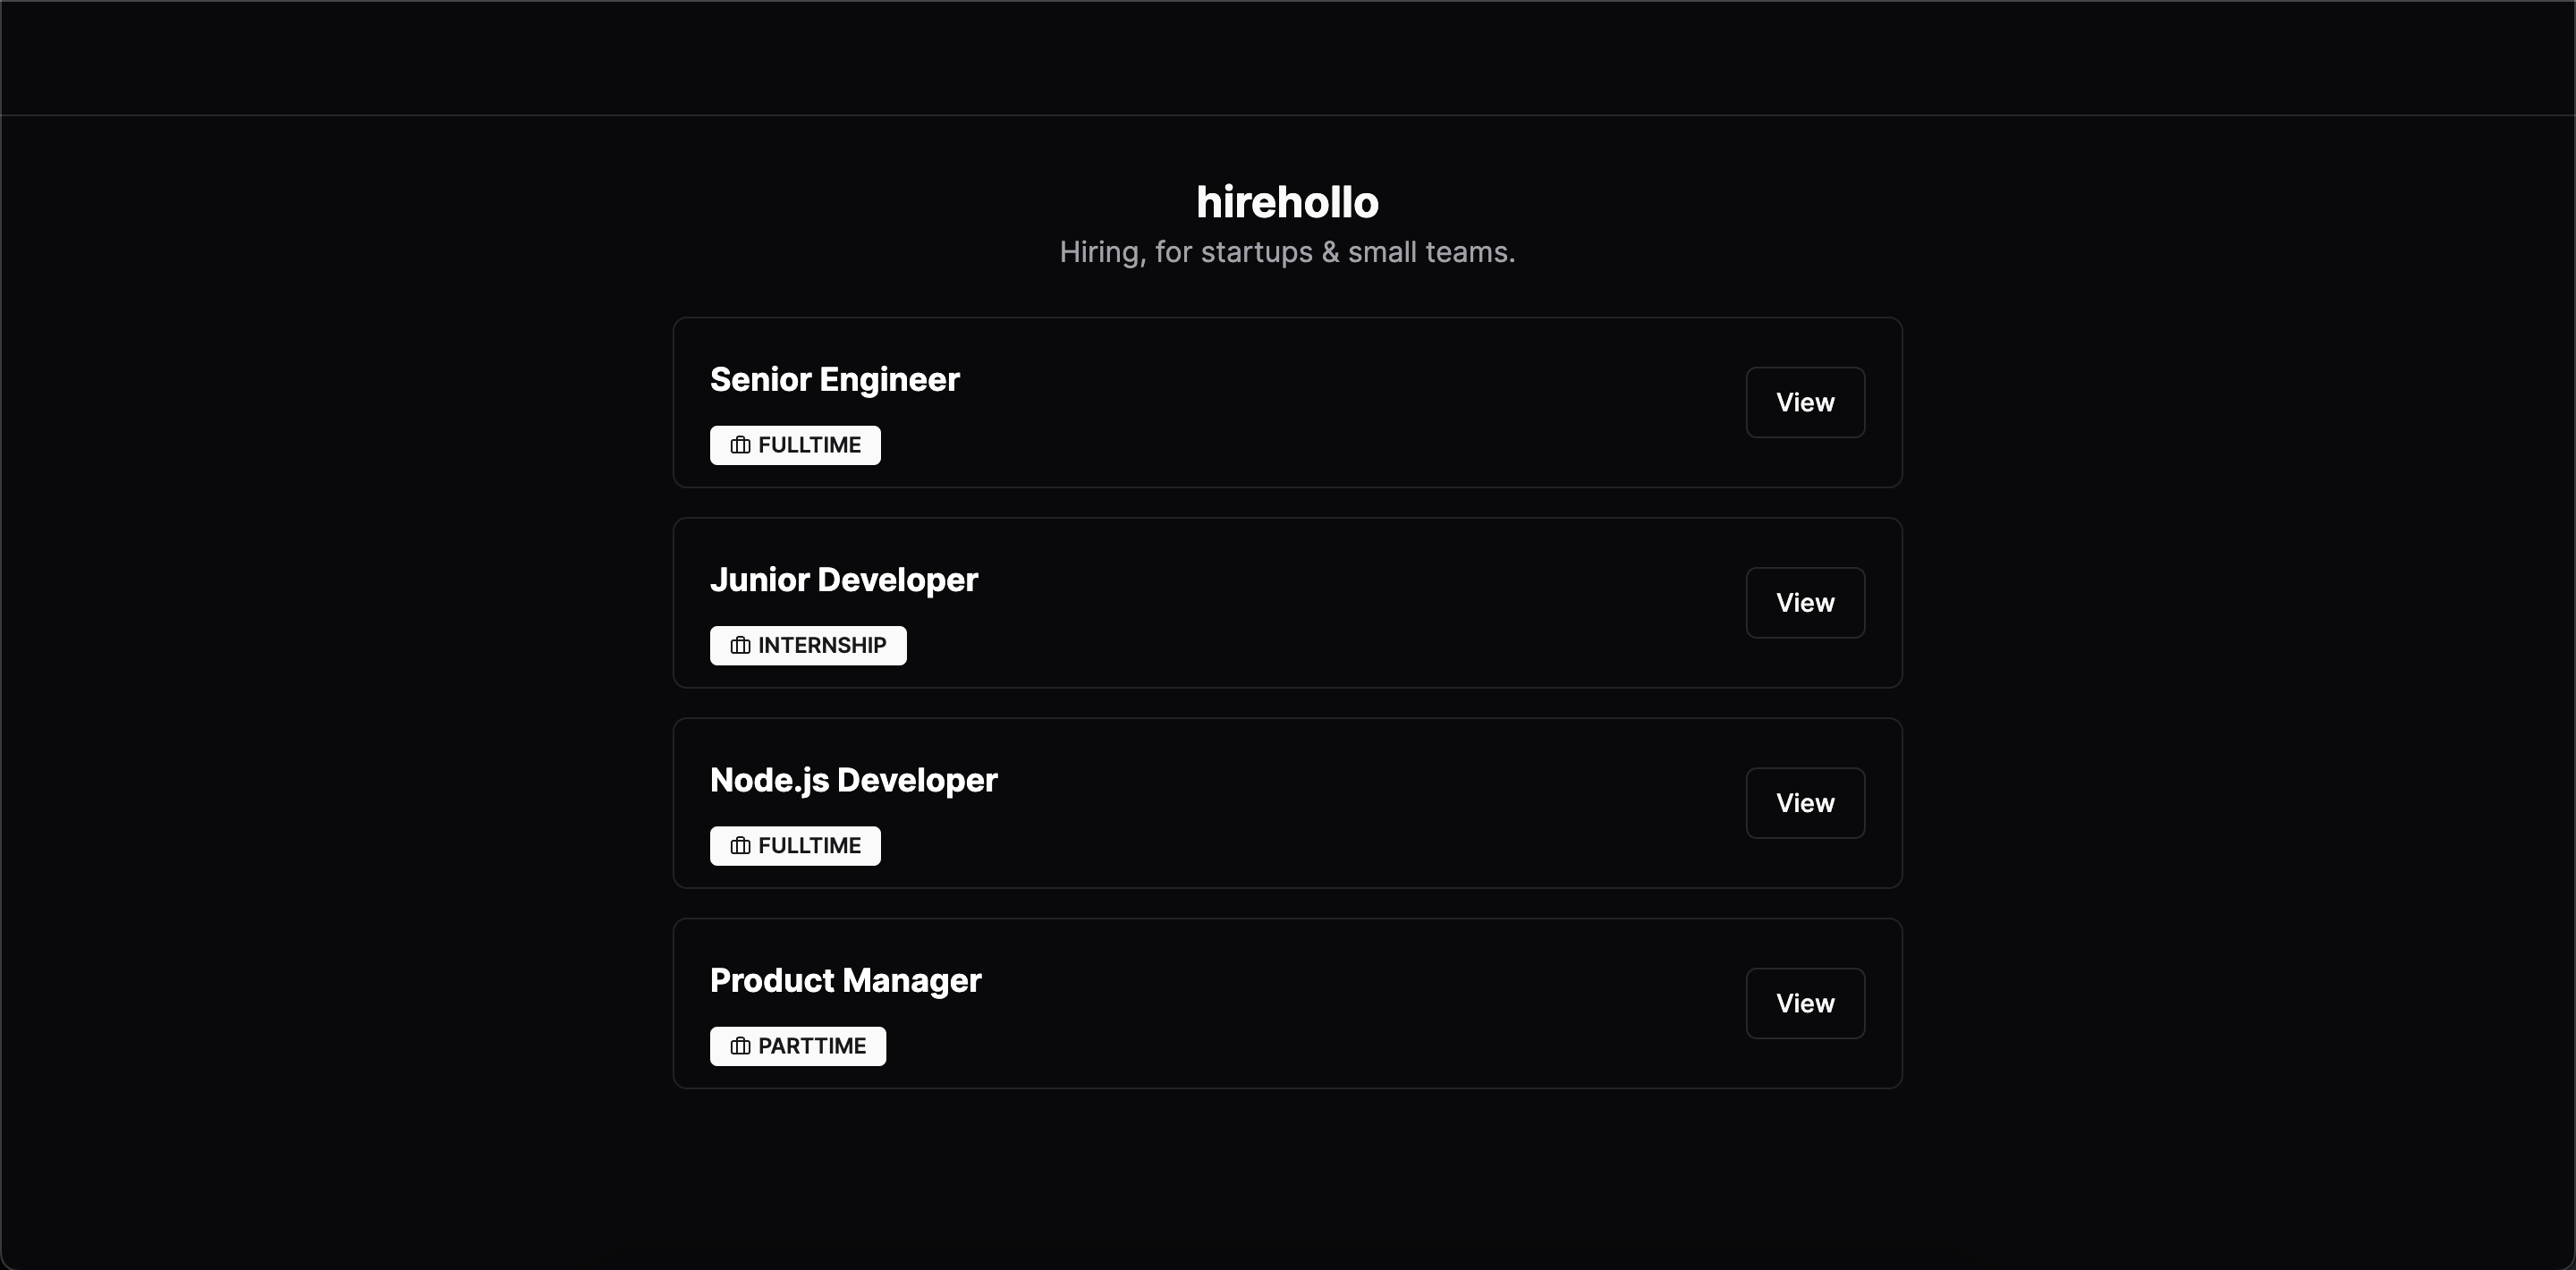 hirehollo
Hiring, for startups & small teams.
Senior Engineer
View
FULLTIME
Junior Developer
View
INTERNSHIP
Node.js Developer
View
FULLTIME
Product Manager
View
PARTTIME